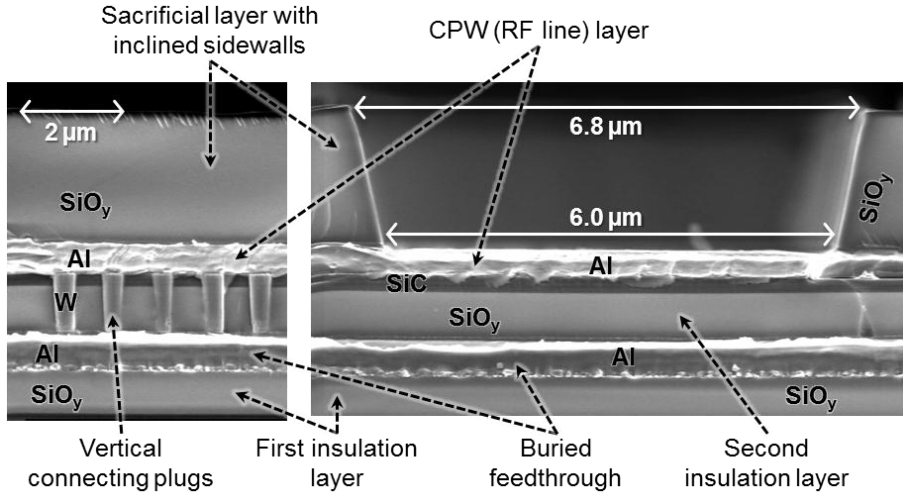 Sacrificial layer with
inclined sidewalls
CPW (RF line) layer
2 µm
6.8 µm
SiOy
SiOy
6.0 µm
Al
Al
SiC
W
SiOy
Al
Al
SiOy
SiOy
Vertical
connecting plugs
First insulation
layer
Buried
feedthrough
Second
insulation layer